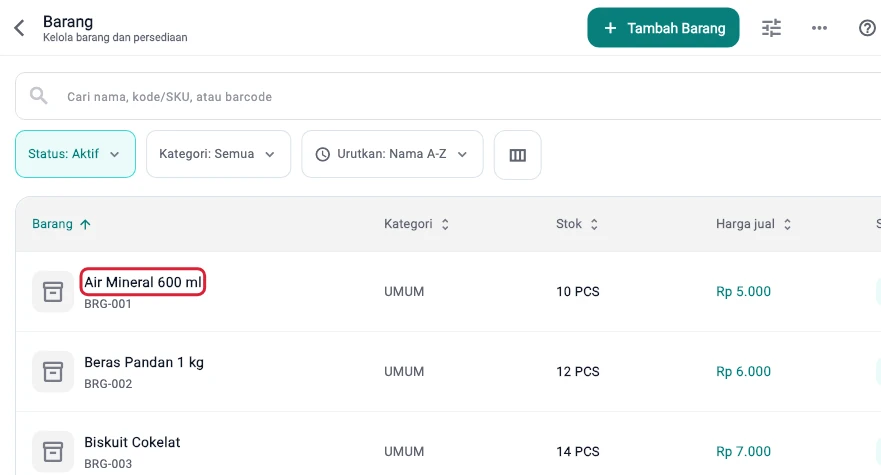 Barang
Kelola barang dan persediaan
+ Tambah Barang
Cari nama, kode/SKU, atau barcode
Status: Aktif
Kategori: Semua
Urutkan: Nama A-Z
Barang
Kategori
Stok
Harga jual
Air Mineral 600 ml
BRG-001
UMUM
10 PCS
Rp 5.000
Beras Pandan 1 kg
BRG-002
UMUM
12 PCS
Rp 6.000
Biskuit Cokelat
BRG-003
UMUM
14 PCS
Rp 7.000